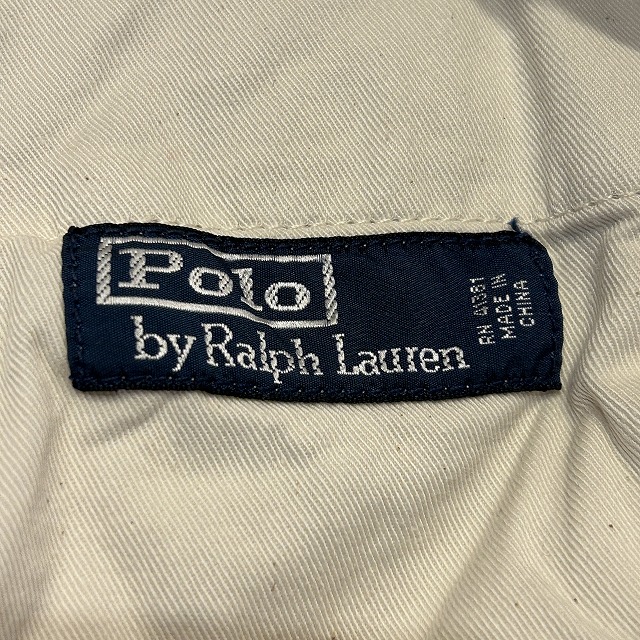 Polo
by Ralph Lauren
RN 41381
MADE IN
CHINA